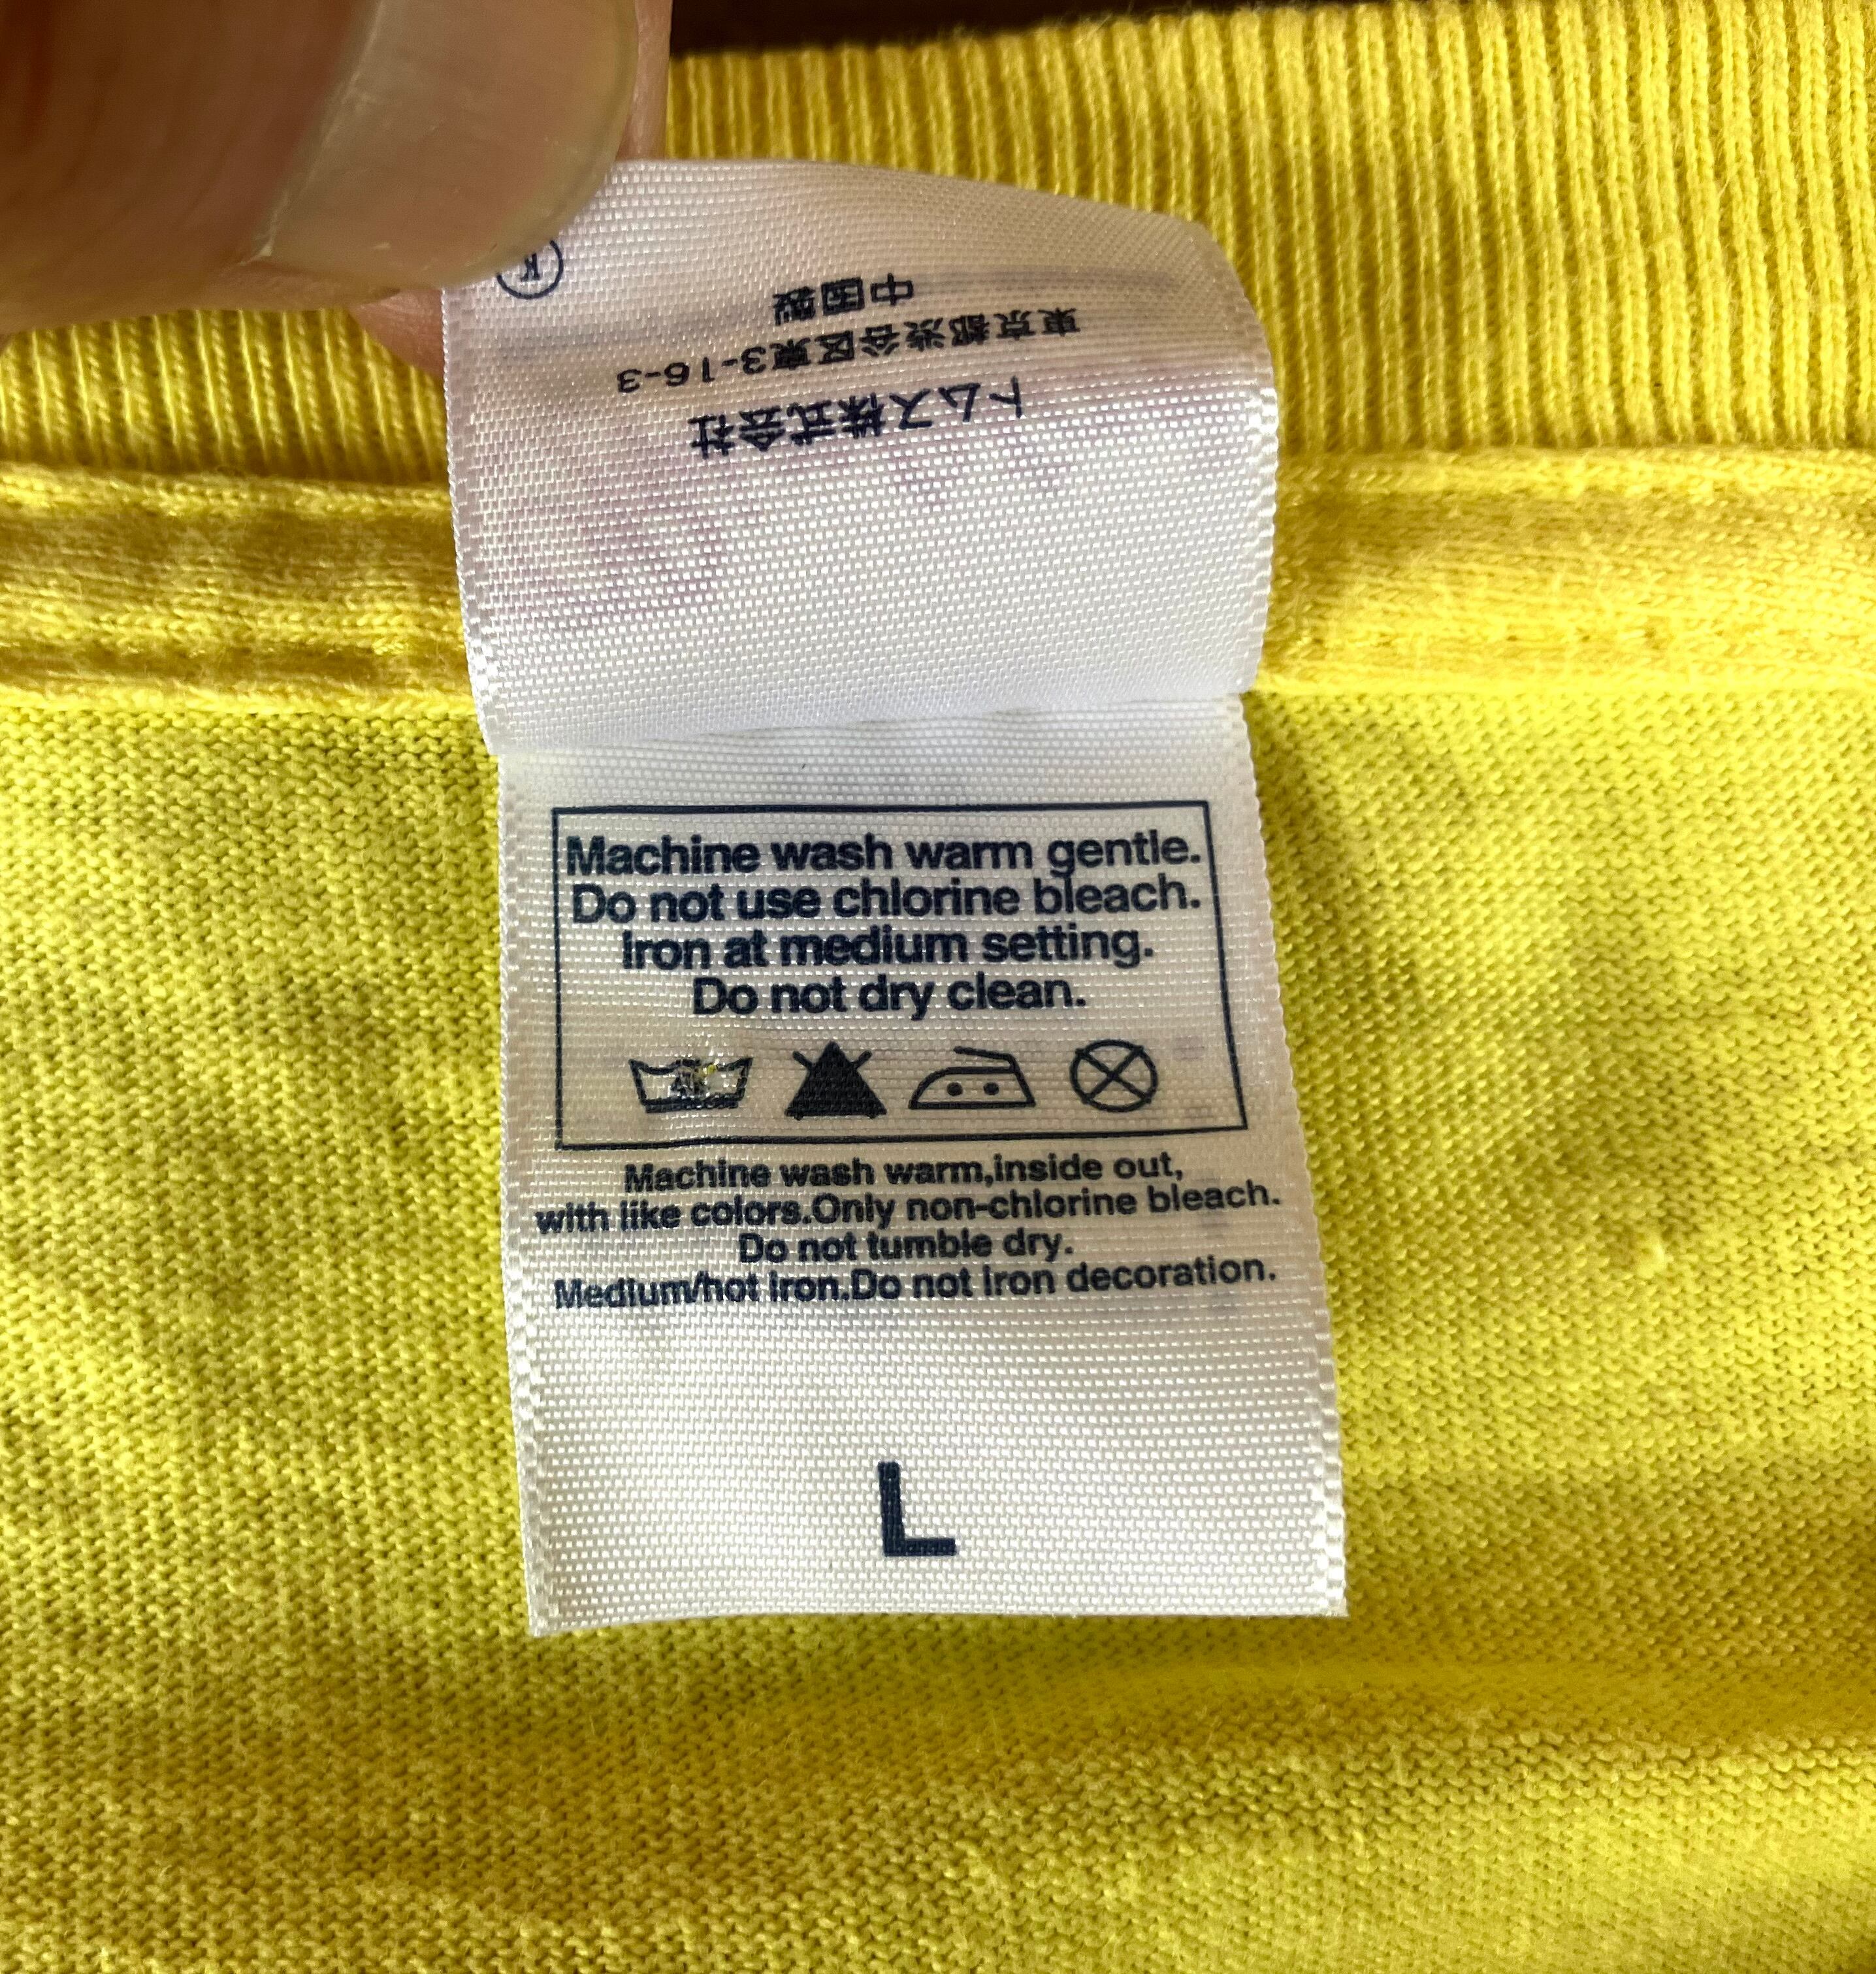 トムス株式会社
東京都渋谷区東3-16-3
中国製
K
Machine wash warm gentle.
Do not use chlorine bleach.
Iron at medium setting.
Do not dry clean.
Machine wash warm,inside out,
with like colors.Only non-chlorine bleach.
Do not tumble dry.
Medium/hot Iron.Do not Iron decoration.
L